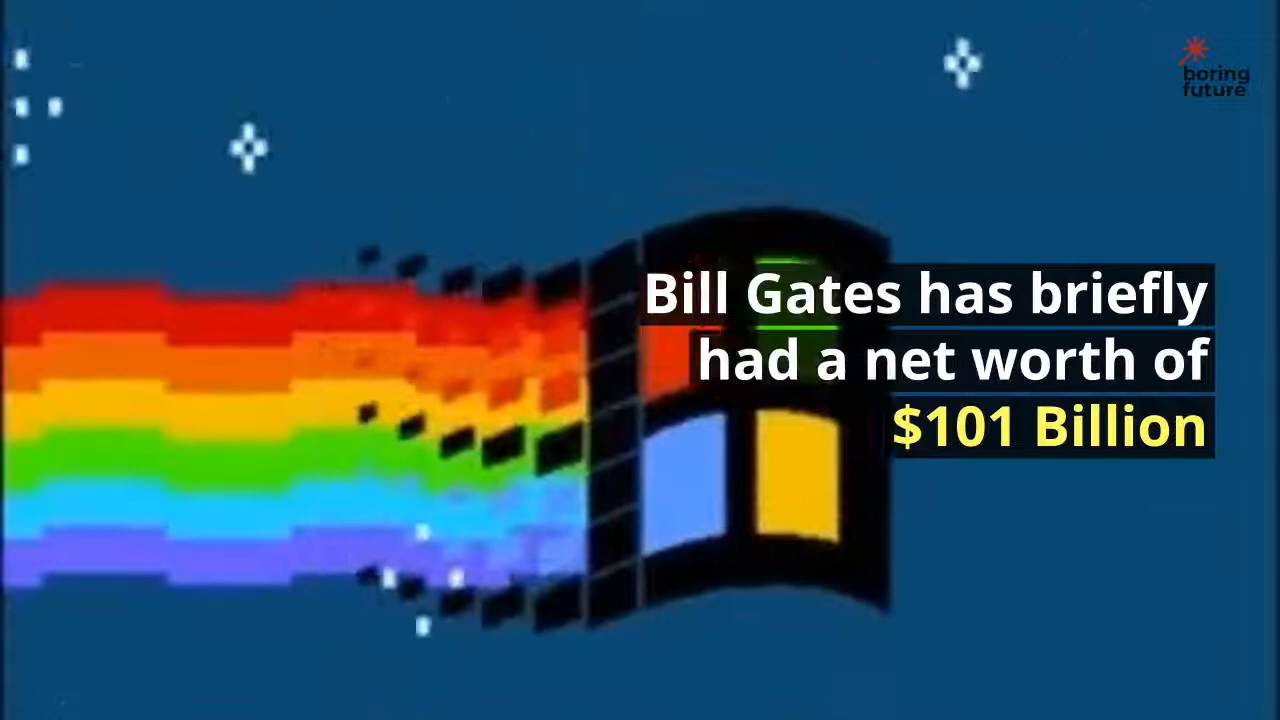 boring
future
Bill Gates has briefly
had a net worth of
$101 Billion